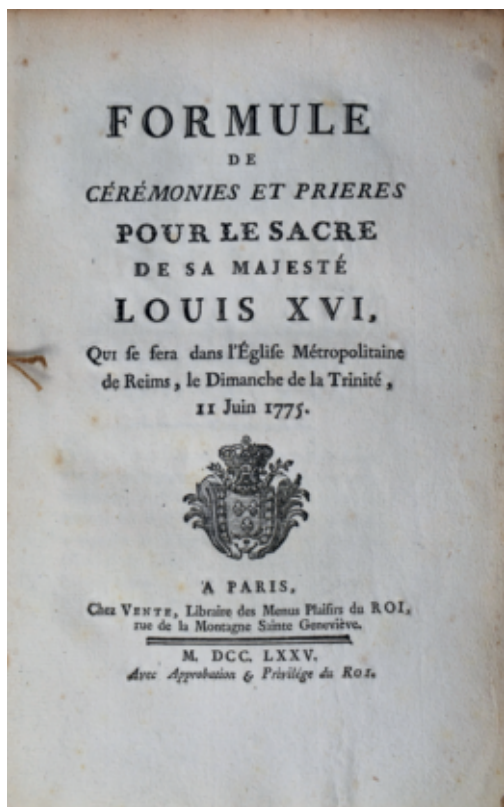 FORMULE
DE
CÉRÉMONIES ET PRIERES
POUR LE SACRE
DE SA MAJESTÉ
LOUIS XVI,
QUI ſe fera dans l'Égliſe Métropolitaine
de Reims, le Dimanche de la Trinité,
11 Juin 1775.
A PARIS,
Chez VENTE, Libraire des Menus Plaiſirs du ROI,
rue de la Montagne Sainte Geneviève.
M. DCC. LXXV.
Avec Approbation & Privilége du ROI.